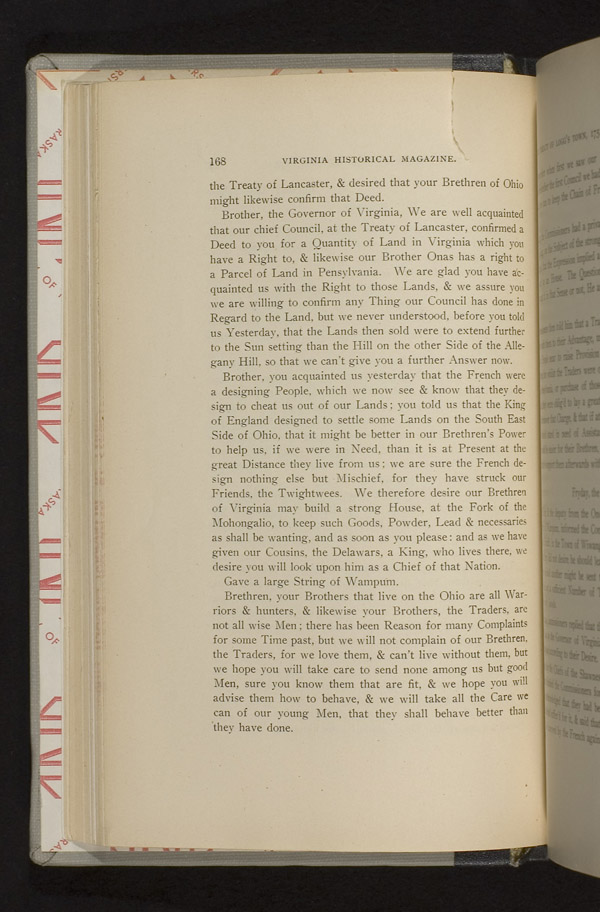 168 VIRGINIA HISTORICAL MAGAZINE.
the Treaty of Lancaster, & desired that your Brethren of Ohio
might likewise confirm that Deed.
Brother, the Governor of Virginia, We are well acquainted
that our chief Council, at the Treaty of Lancaster, confirmed a
Deed to you for a Quantity of Land in Virginia which you
have a Right to, & likewise our Brother Onas has a right to
a Parcel of Land in Pensylvania. We are glad you have ac-
quainted us with the Right to those Lands, & we assure you
we are willing to confirm any Thing our Council has done in
Regard to the Land, but we never understood, before you told
us Yesterday, that the Lands then sold were to extend further
to the Sun setting than the Hill on the other Side of the Alle-
gany Hill, so that we can't give you a further Answer now.
Brother, you acquainted us yesterday that the French were
a designing People, which we now see & know that they de-
sign to cheat us out of our Lands; you told us that the King
of England designed to settle some Lands on the South East
Side of Ohio, that it might be better in our Brethren's Power
to help us, if we were in Need, than it is at Present at the
great Distance they live from us; we are sure the French de-
sign nothing else but Mischief, for they have struck our
Friends, the Twightwees. We therefore desire our Brethren
of Virginia may build a strong House, at the Fork of the
Mohongalio, to keep such Goods, Powder, Lead & necessaries
as shall be wanting, and as soon as you please: and as we have
given our Cousins, the Delawars, a King, who lives there, we
desire you will look upon him as a Chief of that Nation.
Gave a large String of Wampum.
Brethren, your Brothers that live on the Ohio are all War-
riors & hunters, & likewise your Brothers, the Traders, are
not all wise Men; there has been Reason for many Complaints
for some Time past, but we will not complain of our Brethren,
the Traders, for we love them, & can't live without them, but
we hope you will take care to send none among us but good
Men, sure you know them that are fit, & we hope you will
advise them how to behave, & we will take all the Care we
can of our young Men, that they shall behave better than
they have done.